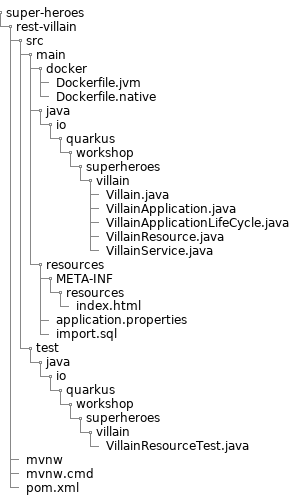 super-heroes
rest-villain
src
main
docker
Dockerfile.jvm
Dockerfile.native
java
io
quarkus
workshop
superheroes
villain
Villain.java
VillainApplication.java
VillainApplicationLifeCycle.java
VillainResource.java
VillainService.java
resources
META-INF
resources
index.html
application.properties
import.sql
test
java
io
quarkus
workshop
superheroes
villain
VillainResourceTest.java
mvnw
mvnw.cmd
pom.xml